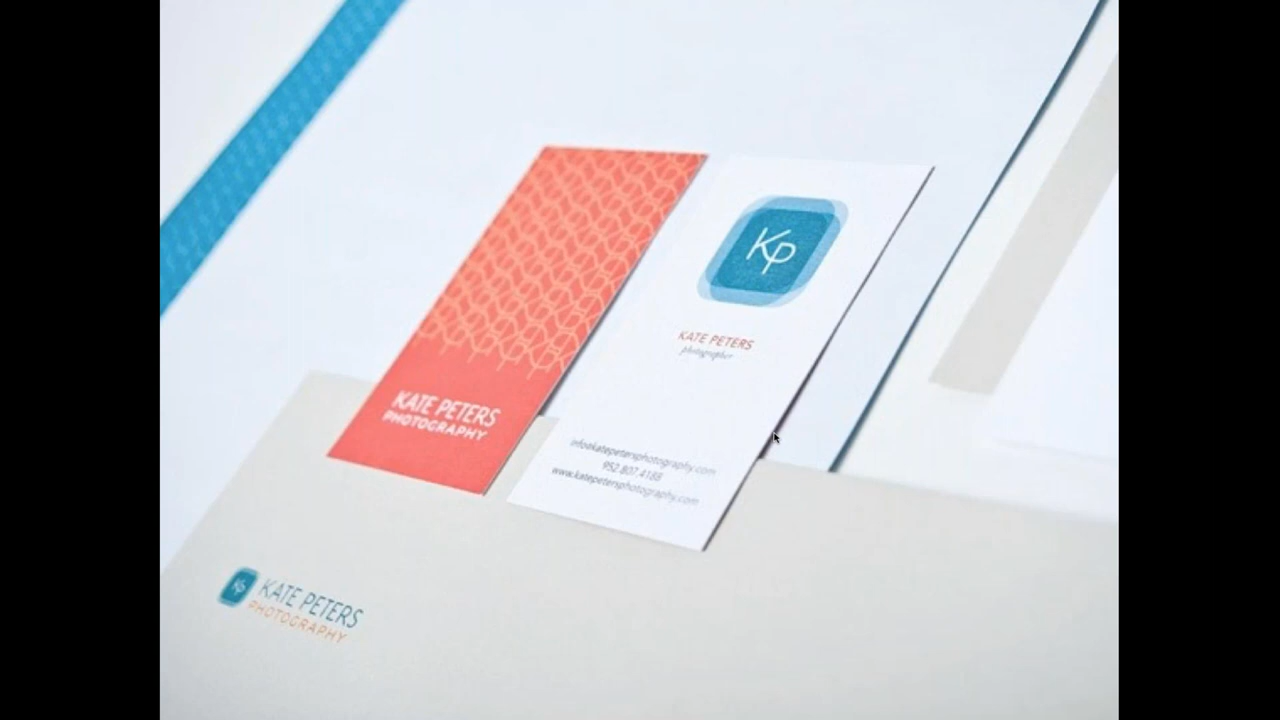 KATE PETERS
PHOTOGRAPHY
Kp
KATE PETERS
photographer
info@katepetersphotography.com
952.807.4188
www.katepetersphotography.com
Kp
KATE PETERS
PHOTOGRAPHY